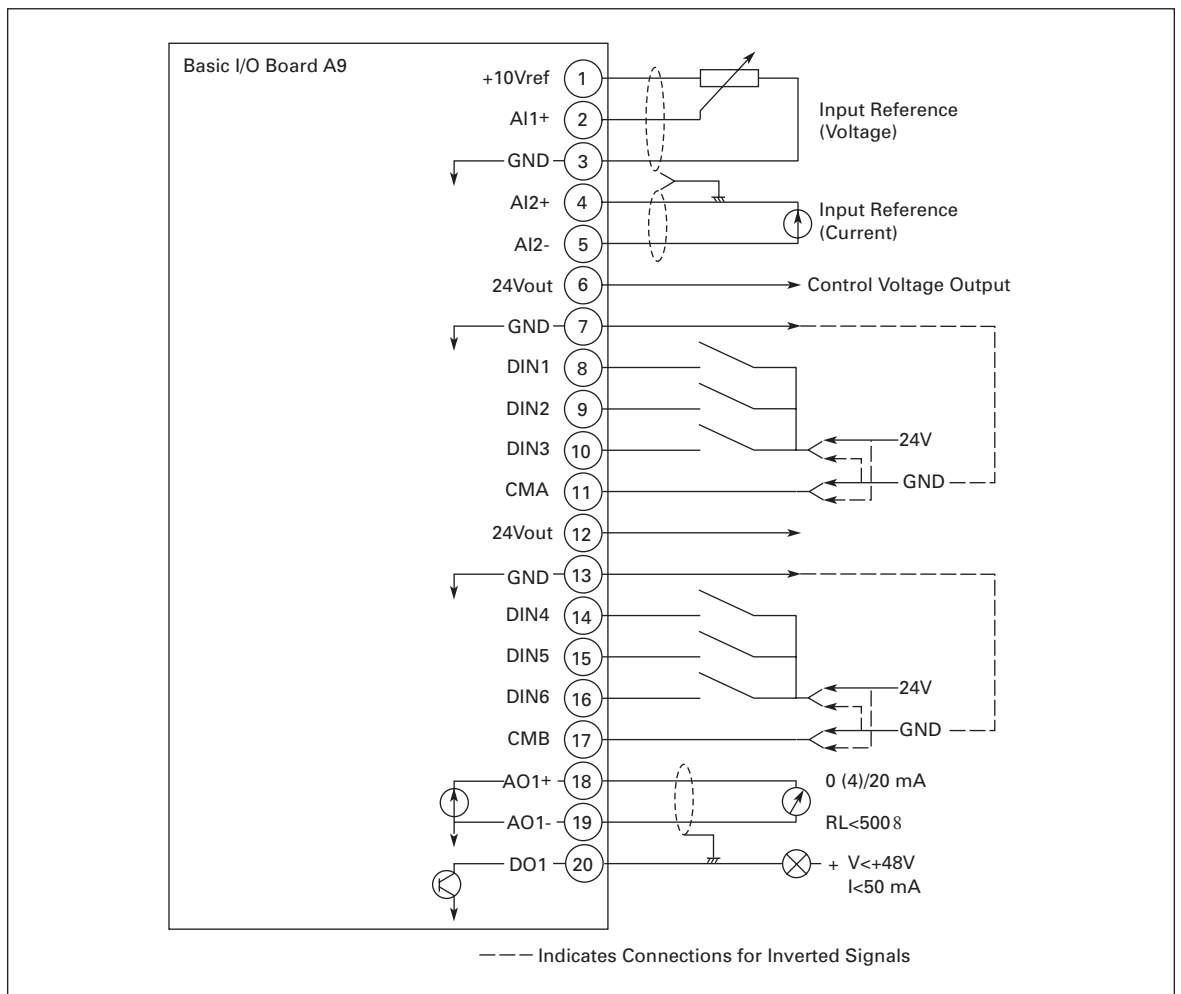 Basic I/O Board A9
+10Vref 1
AI1+ 2
GND 3
Input Reference
(Voltage)
AI2+ 4
AI2- 5
Input Reference
(Current)
24Vout 6 Control Voltage Output
GND 7
DIN1 8
DIN2 9
DIN3 10
24V
CMA 11
GND
24Vout 12
GND 13
DIN4 14
DIN5 15
DIN6 16
24V
CMB 17
GND
AO1+ 18
0 (4)/20 mA
AO1- 19
RL<5008
DO1 20
+ V<+48V
I<50 mA
Indicates Connections for Inverted Signals